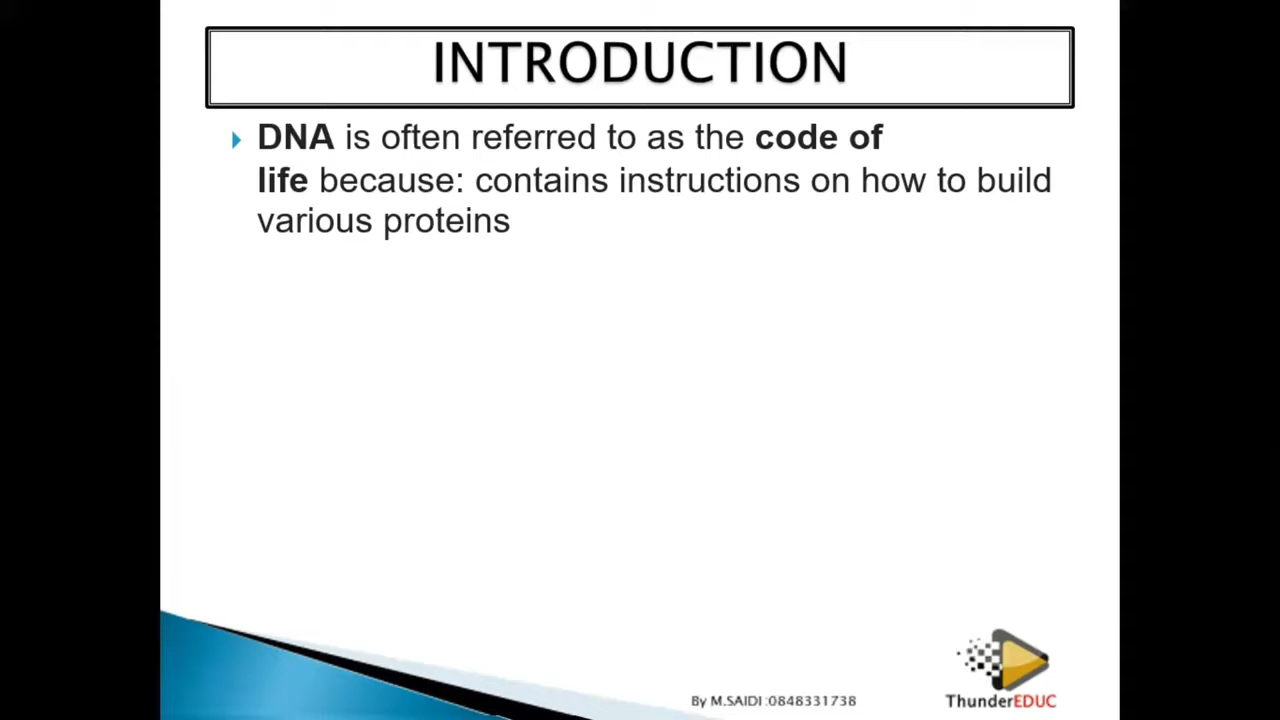 INTRODUCTION
DNA is often referred to as the code of
life because: contains instructions on how to build
various proteins
By M.SAIDI :0848331738
ThunderEDUC